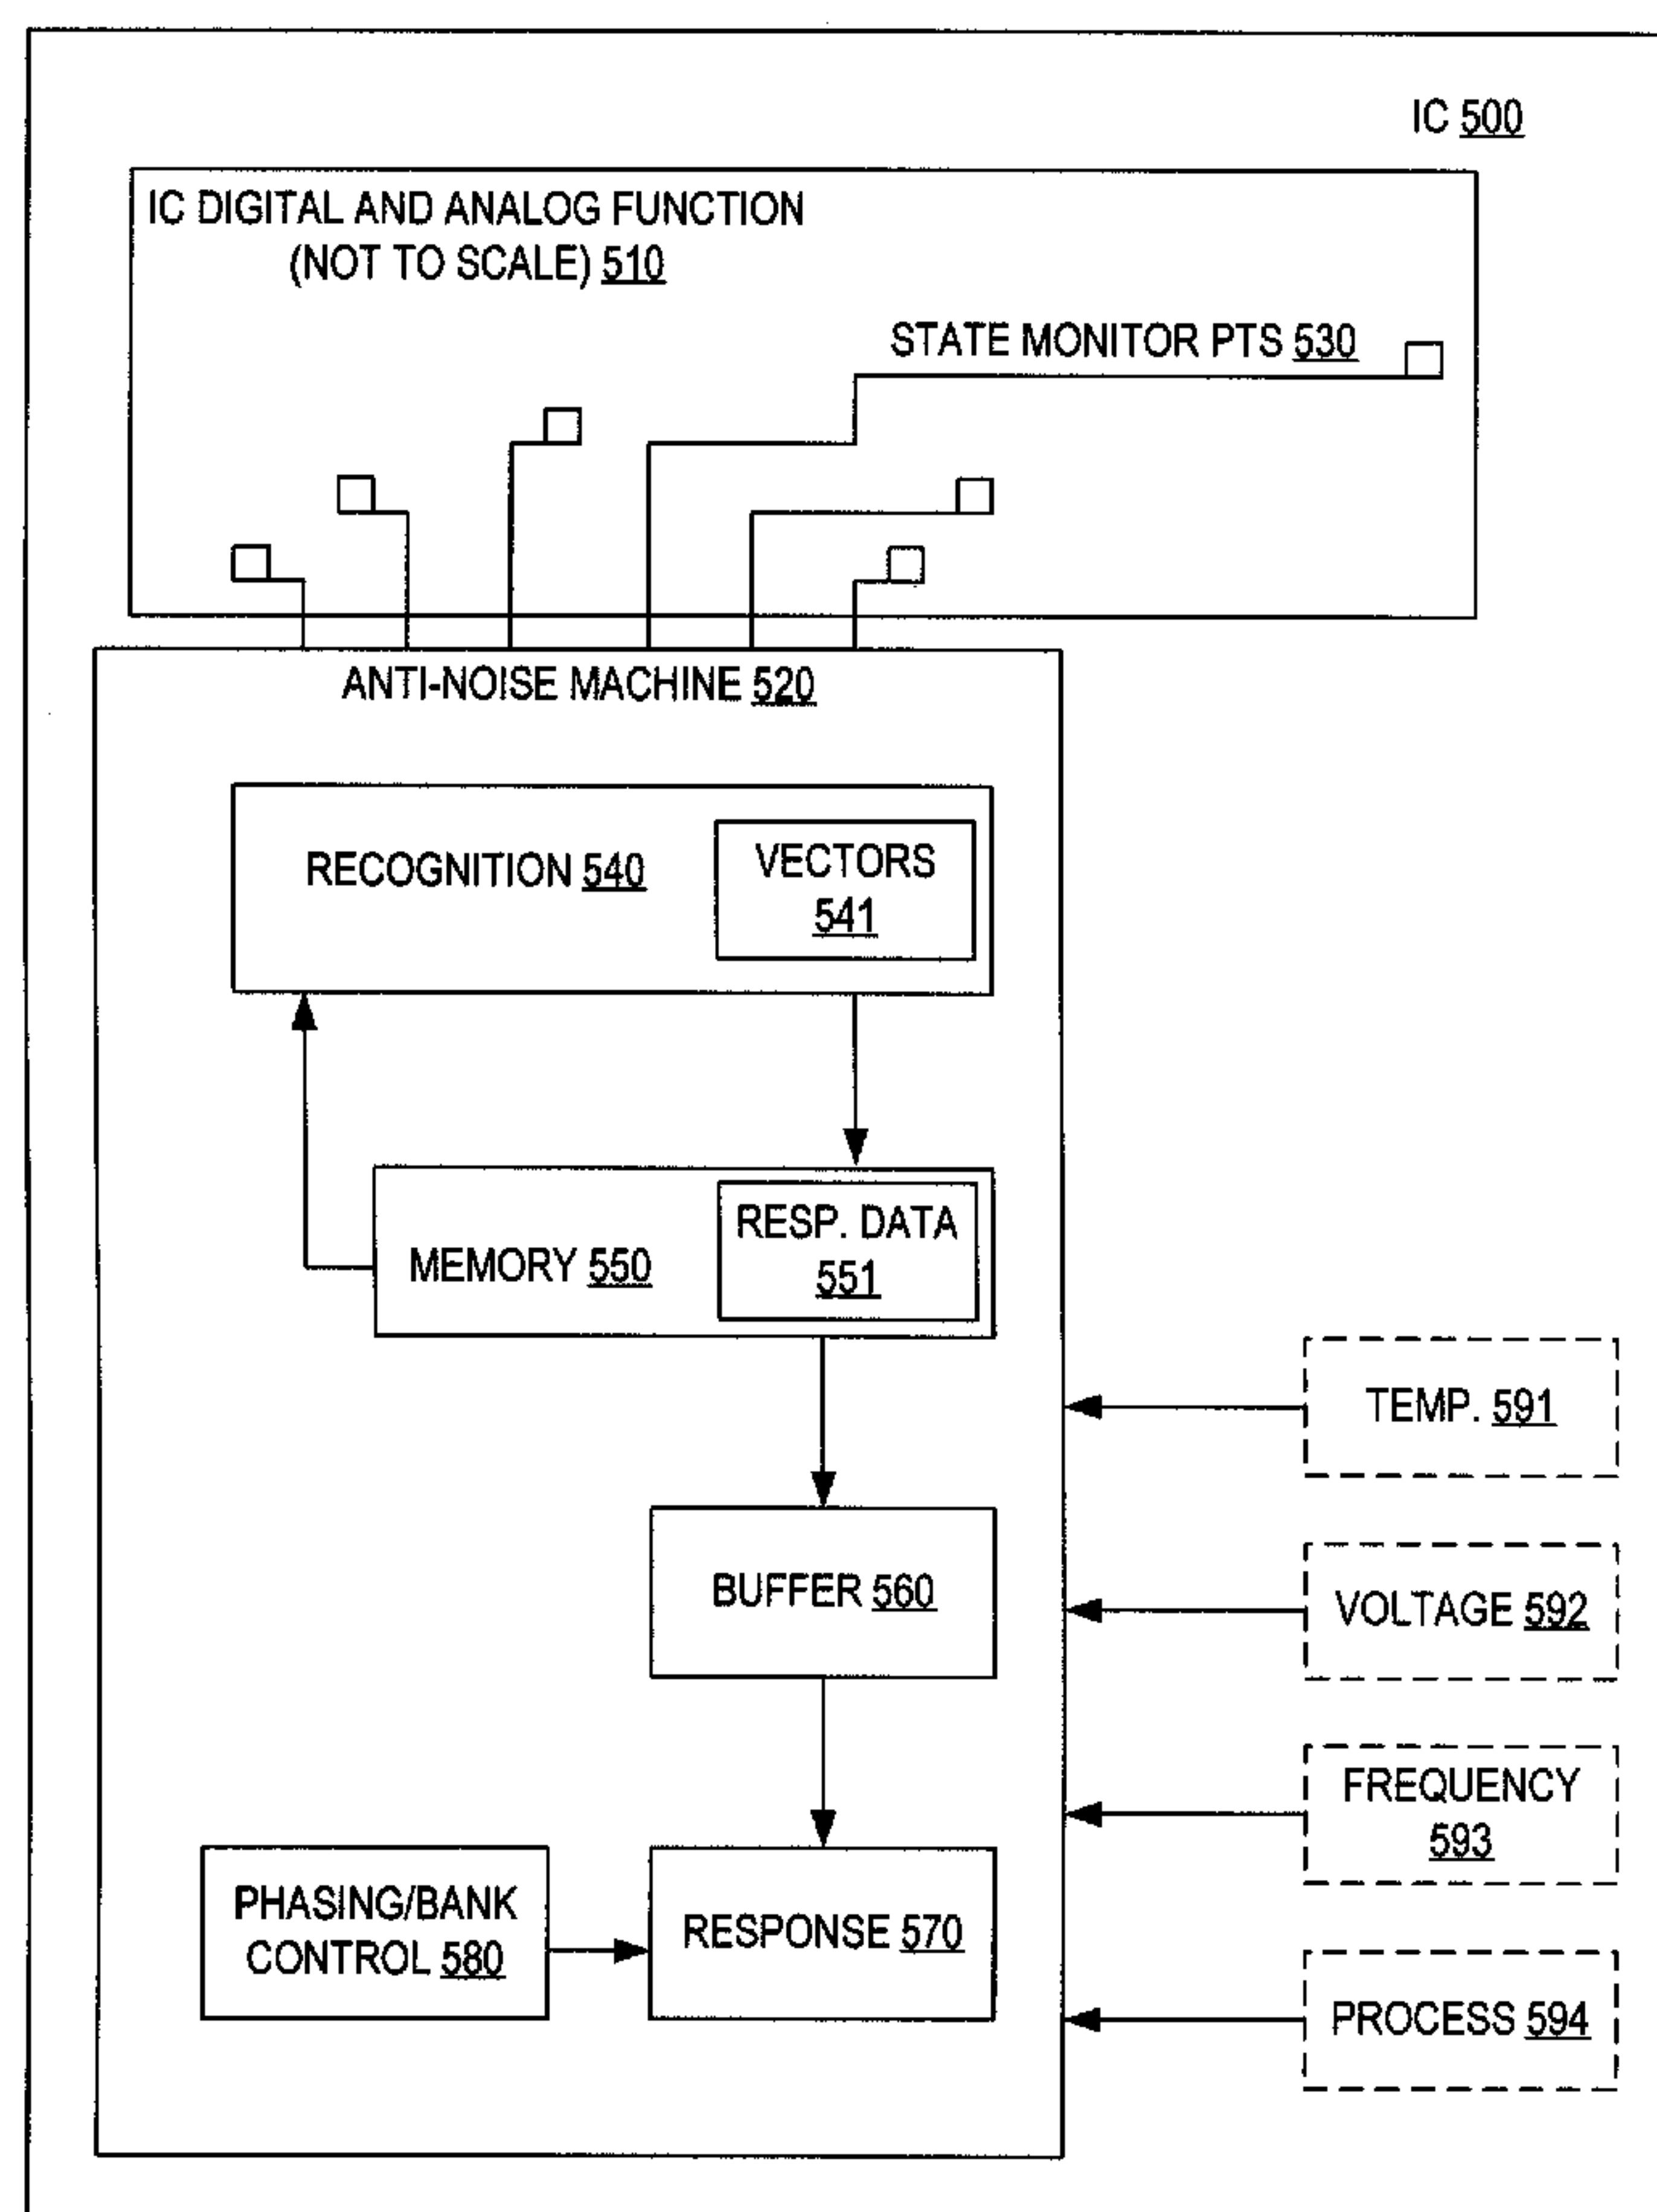 IC 500
IC DIGITAL AND ANALOG FUNCTION
(NOT TO SCALE) 510
STATE MONITOR PTS 530
ANTI-NOISE MACHINE 520
RECOGNITION 540
VECTORS
541
MEMORY 550
RESP. DATA
551
TEMP. 591
BUFFER 560
VOLTAGE 592
FREQUENCY
593
PHASING/BANK
CONTROL 580
RESPONSE 570
PROCESS 594